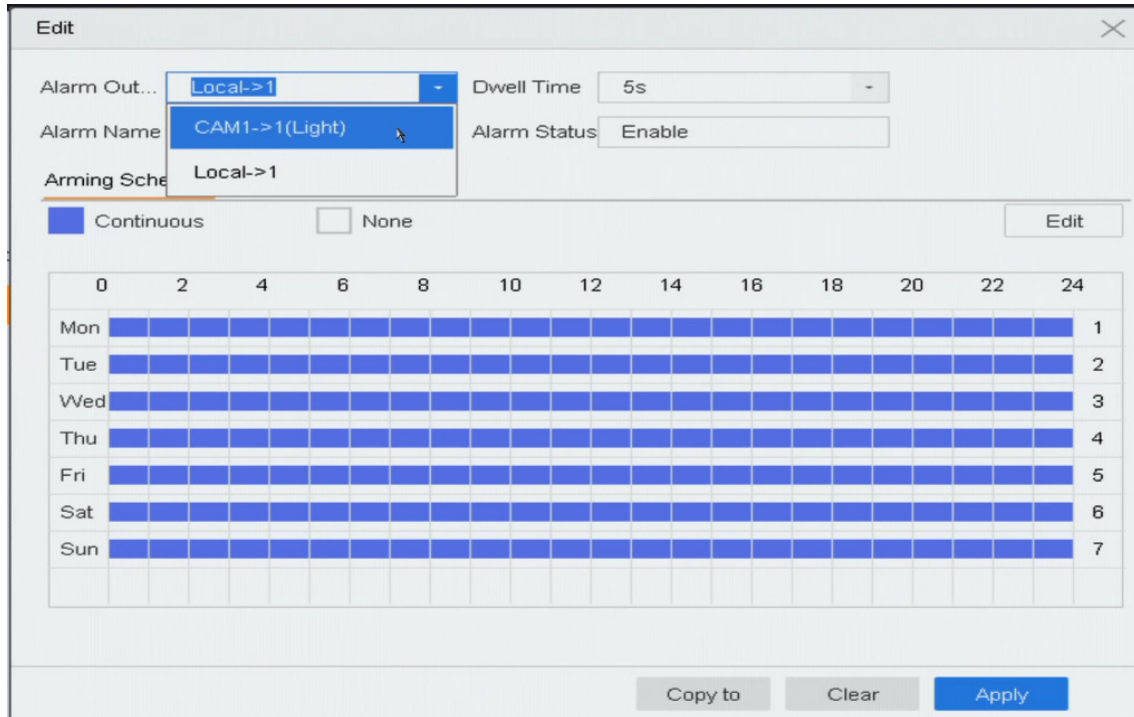 Edit
Alarm Out... Local->1 Dwell Time 5s
Alarm Name CAM1->1(Light) Alarm Status Enable
Local->1
Arming Sche
Continuous None Edit
0 2 4 6 8 10 12 14 16 18 20 22 24
Mon 1
Tue 2
Wed 3
Thu 4
Fri 5
Sat 6
Sun 7
Copy to Clear Apply